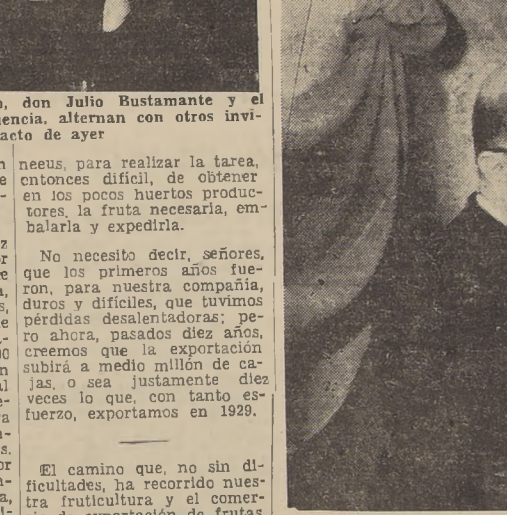 don Julio Bustamante y el
alternan con otros invi-
acto de ayer
neeus, para realizar la tarea,
entonces difícil, de obtener
en los pocos huertos produc-
tores, la fruta necesaria, em-
balarla y expedirla.
No necesito decir, señores,
que los primeros años fue-
ron, para nuestra compañía,
duros y difíciles, que tuvimos
pérdidas desalentadoras; pe-
ro ahora, pasados diez años,
creemos que la exportación
subirá a medio millón de ca-
jas, o sea justamente diez
veces lo que, con tanto es-
fuerzo, exportamos en 1929.
El camino que, no sin di-
ficultades, ha recorrido nues-
tra fruticultura y el comer-
exportación de frutas